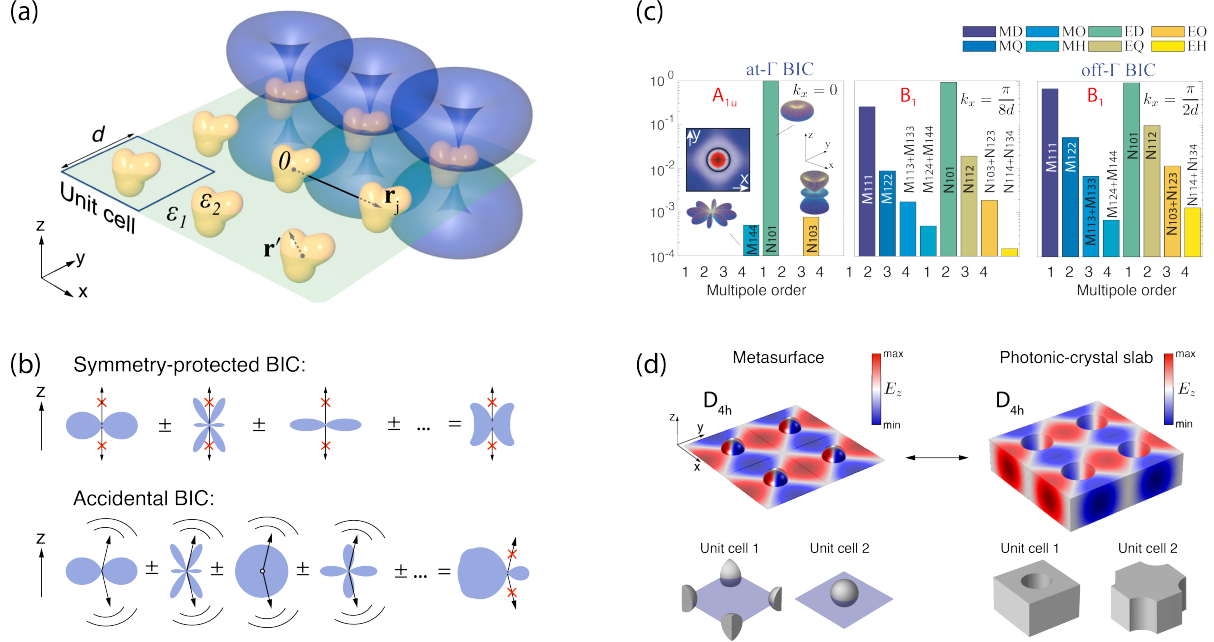 (a)
d
Unit cell
ε1
ε2
0
rj
r′
z
y
x
(b)
Symmetry-protected BIC:
z
± ± ± ... =
Accidental BIC:
z
± ± ± ± ... =
(c)
MD MO ED EO
MQ MH EQ EH
at-Γ BIC
off-Γ BIC
A1u
kx = 0
y
x
z
y
x
M144
N101
N103
10^0
10^-1
10^-2
10^-3
10^-4
1 2 3 4 1 2 3 4
Multipole order
B1
kx = π/8d
M111
M122
M113+M133
M124+M144
N101
N112
N103+N123
N114+N134
1 2 3 4 1 2 3 4
Multipole order
B1
kx = π/2d
M111
M122
M113+M133
M124+M144
N101
N112
N103+N123
N114+N134
1 2 3 4 1 2 3 4
Multipole order
(d)
Metasurface
max
Ez
min
D4h
z
y
x
Unit cell 1
Unit cell 2
Photonic-crystal slab
max
Ez
min
D4h
Unit cell 1
Unit cell 2